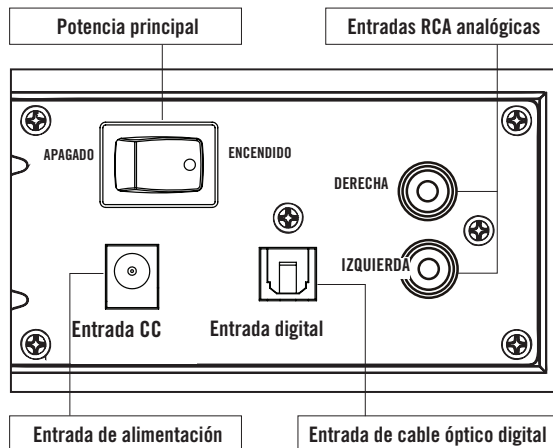 Potencia principal
Entradas RCA analógicas
APAGADO
ENCENDIDO
DERECHA
IZQUIERDA
Entrada CC
Entrada digital
Entrada de alimentación
Entrada de cable óptico digital